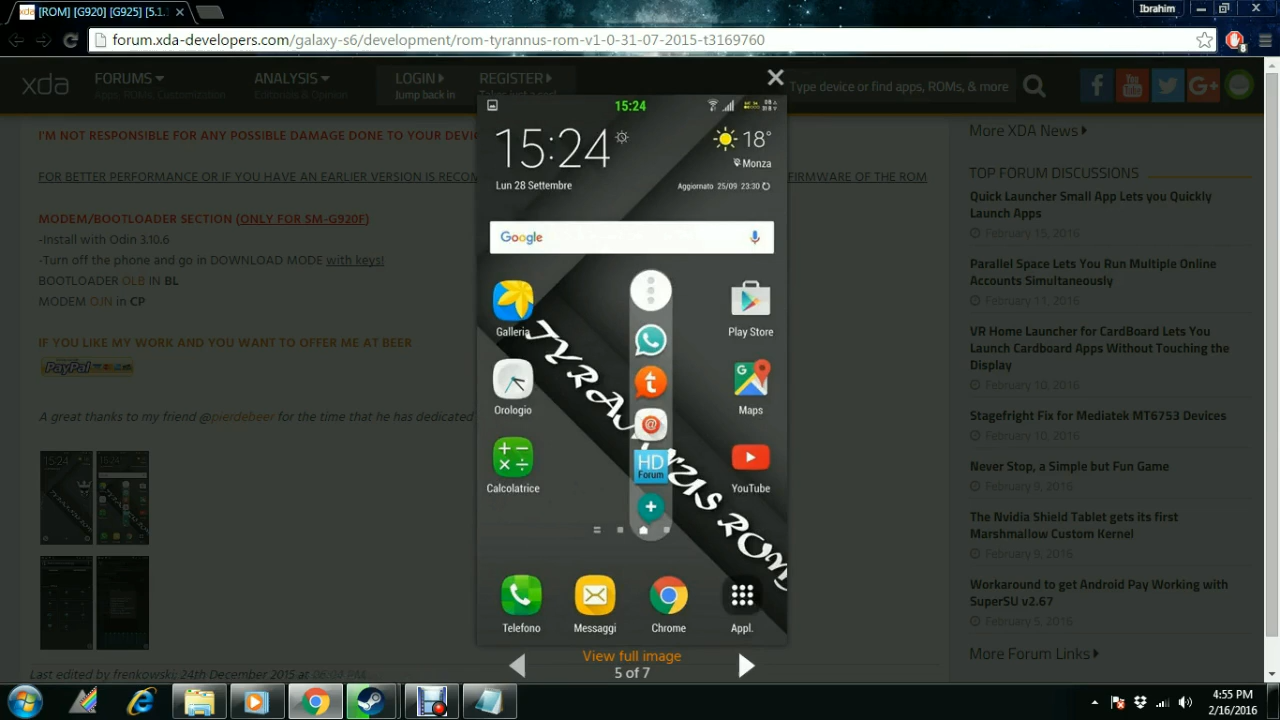 [ROM] [G920] [G925] [5.1.
Ibrahim
forum.xda-developers.com/galaxy-s6/development/rom-tyrannus-rom-v1-0-31-07-2015-t3169760
xda
FORUMS
Apps, ROMs, Customization
ANALYSIS
Editorials & Opinion
LOGIN
Jump back in
REGISTER
Type device or find apps, ROMs, & more
I'M NOT RESPONSIBLE FOR ANY POSSIBLE DAMAGE DONE TO YOUR
FOR BETTER PERFORMANCE OR IF YOU HAVE AN EARLIER VERSION IS
FIRMWARE OF THE ROM
MODEM/BOOTLOADER SECTION (ONLY FOR SM-G920F)
-Install with Odin 3.10.6
-Turn off the phone and go in DOWNLOAD MODE with keys!
BOOTLOADER OLB IN BL
MODEM OJN in CP
IF YOU LIKE MY WORK AND YOU WANT TO OFFER ME AT BEER
PayPal
A great thanks to my friend @pierdebeer for the time that he has dedicated
Last edited by frenkowski; 24th December 2015 at
15:24
15:24
18°
Monza
Lun 28 Settembre
Aggiornato 25/09 23:30
Google
Galleria
Play Store
Orologio
Maps
Calcolatrice
HD
Forum
YouTube
TYRANNUS ROM
Telefono
Messaggi
Chrome
Appl.
View full image
5 of 7
More XDA News
TOP FORUM DISCUSSIONS
Quick Launcher Small App Lets you Quickly
Launch Apps
February 15, 2016
Parallel Space Lets You Run Multiple Online
Accounts Simultaneously
February 11, 2016
VR Home Launcher for CardBoard Lets You
Launch Cardboard Apps Without Touching the
Display
February 10, 2016
Stagefright Fix for Mediatek MT6753 Devices
February 10, 2016
Never Stop, a Simple but Fun Game
February 9, 2016
The Nvidia Shield Tablet gets its first
Marshmallow Custom Kernel
February 9, 2016
Workaround to get Android Pay Working with
SuperSU v2.67
February 5, 2016
More Forum Links
4:55 PM
2/16/2016